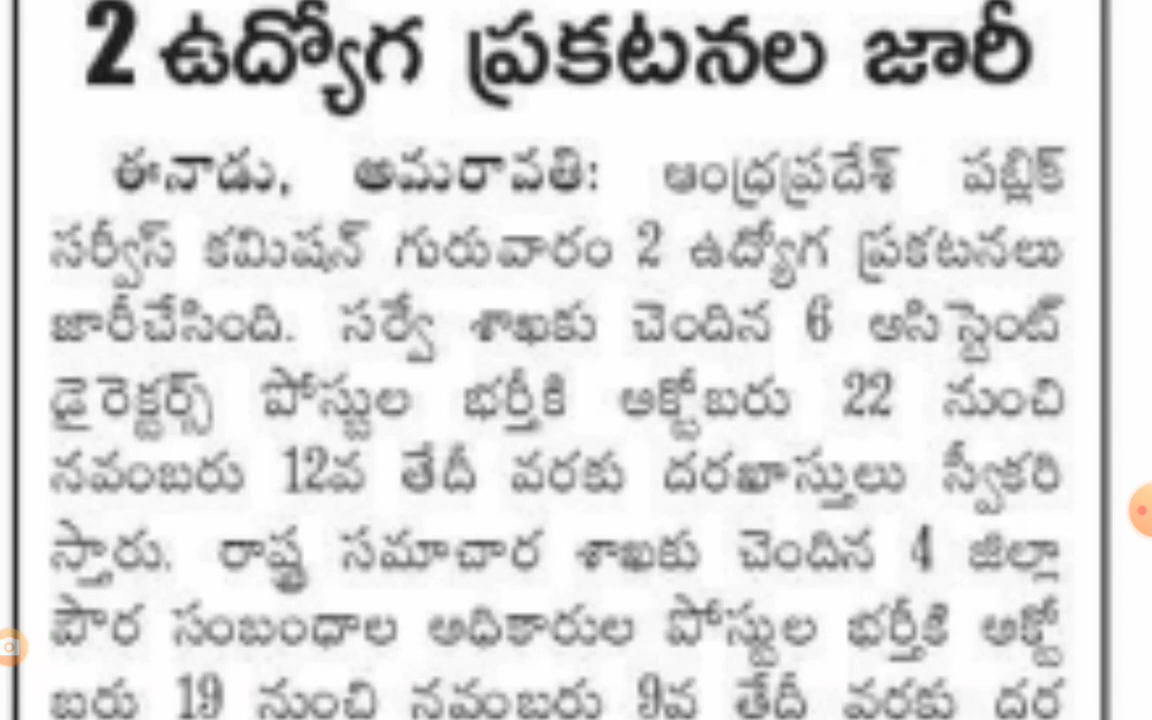 2 ఉద్యోగ ప్రకటనల జారీ
ఈనాడు, అమరావతి: ఆంధ్రప్రదేశ్ పబ్లిక్
సర్వీస్ కమిషన్ గురువారం 2 ఉద్యోగ ప్రకటనలు
జారీచేసింది. సర్వే శాఖకు చెందిన 6 అసిస్టెంట్
డైరెక్టర్స్ పోస్టుల భర్తీకి అక్టోబరు 22 నుంచి
నవంబరు 12వ తేదీ వరకు దరఖాస్తులు స్వీకరి
స్తారు. రాష్ట్ర సమాచార శాఖకు చెందిన 4 జిల్లా
పౌర సంబంధాల అధికారుల పోస్టుల భర్తీకి అక్టో
బరు 19 నుంచి నవంబరు 9వ తేదీ వరకు దర